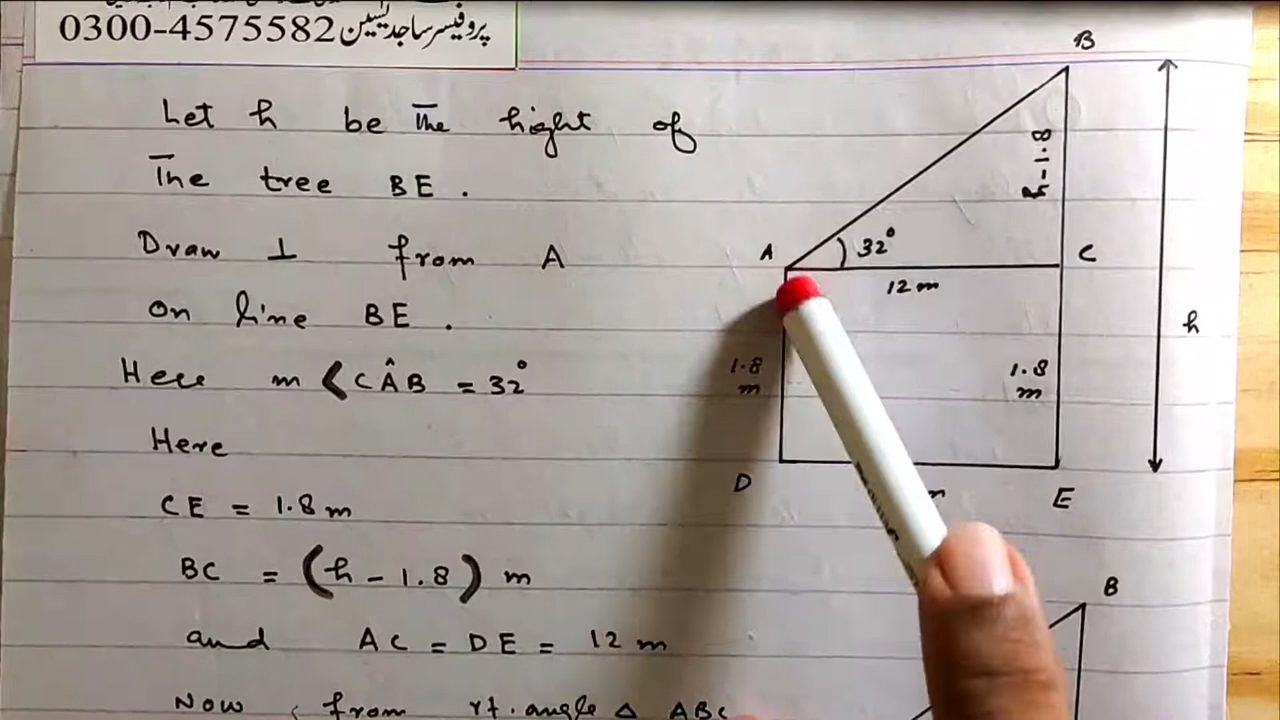 پروفیسر ساجد یٰسین 0300-4575582
Let h be The hight of
The tree BE .
Draw ⊥ from A
on line BE .
Here m < CÂB = 32°
Here
CE = 1.8 m
BC = (h - 1.8) m
and AC = DE = 12 m
Now , from rt. angle Δ ABC
B
h-1.8
A
32°
C
12 m
h
1.8
m
1.8
m
D
m
E
B